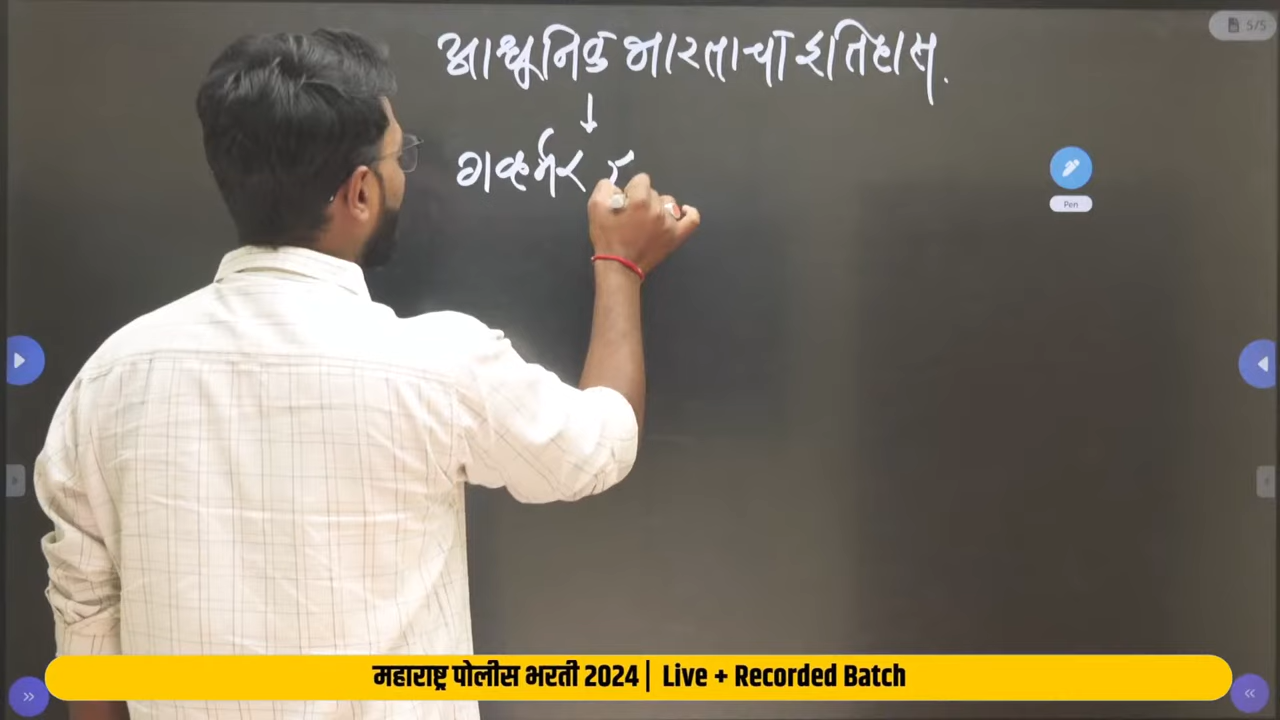 5/5
आधुनिक भारताचा इतिहास.
↓
गव्हर्नर
Pen
महाराष्ट्र पोलीस भरती 2024 | Live + Recorded Batch